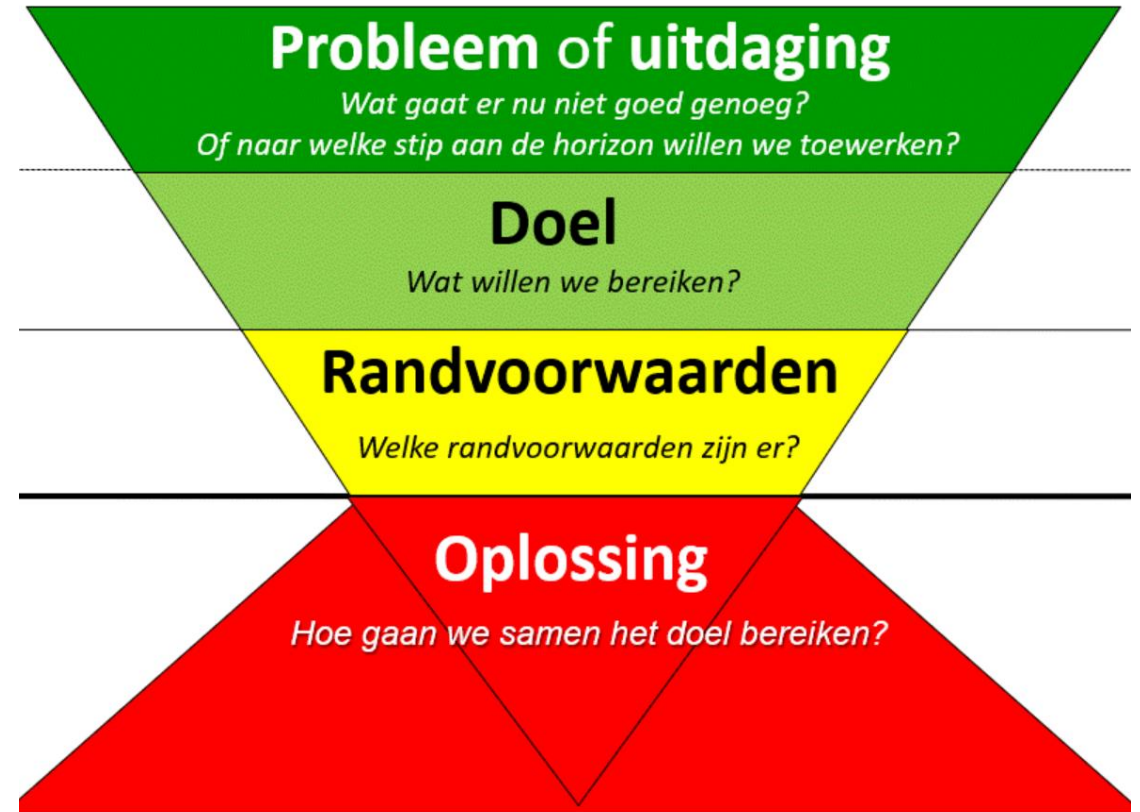 Probleem of uitdaging
Wat gaat er nu niet goed genoeg?
Of naar welke stip aan de horizon willen we toewerken?
Doel
Wat willen we bereiken?
Randvoorwaarden
Welke randvoorwaarden zijn er?
Oplossing
Hoe gaan we samen het doel bereiken?